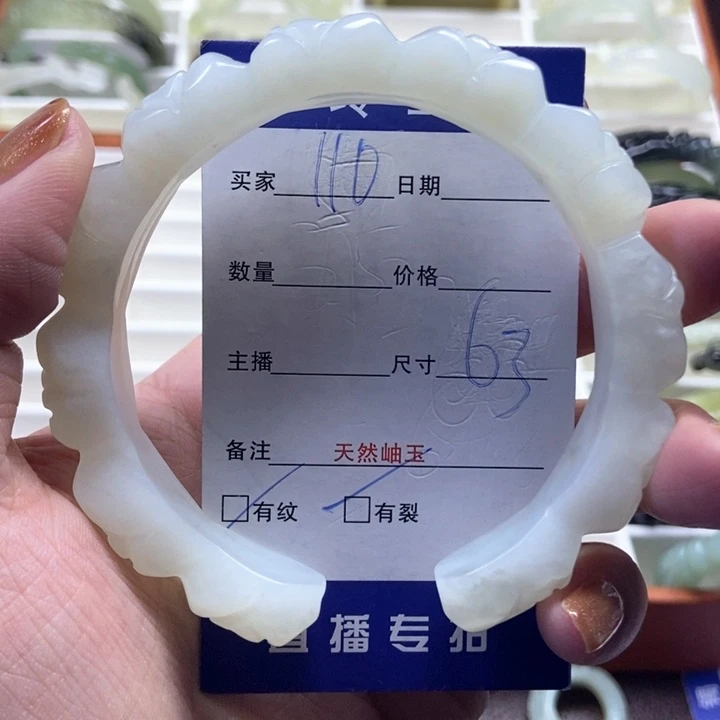 买家 110 日期
数量 价格
主播 尺寸 63
备注 天然岫玉
□有纹 □有裂
直播专拍